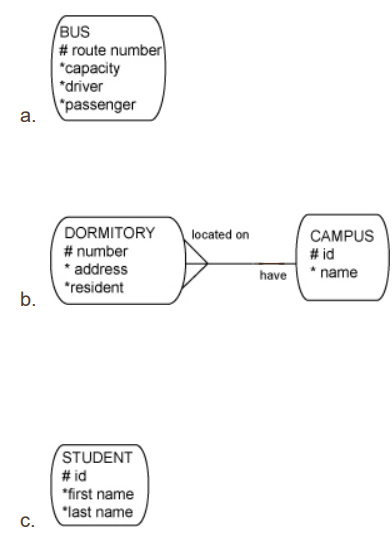 BUS
# route number
*capacity
*driver
*passenger
a.
DORMITORY
# number
* address
*resident
located on
have
CAMPUS
# id
* name
b.
STUDENT
# id
*first name
*last name
c.